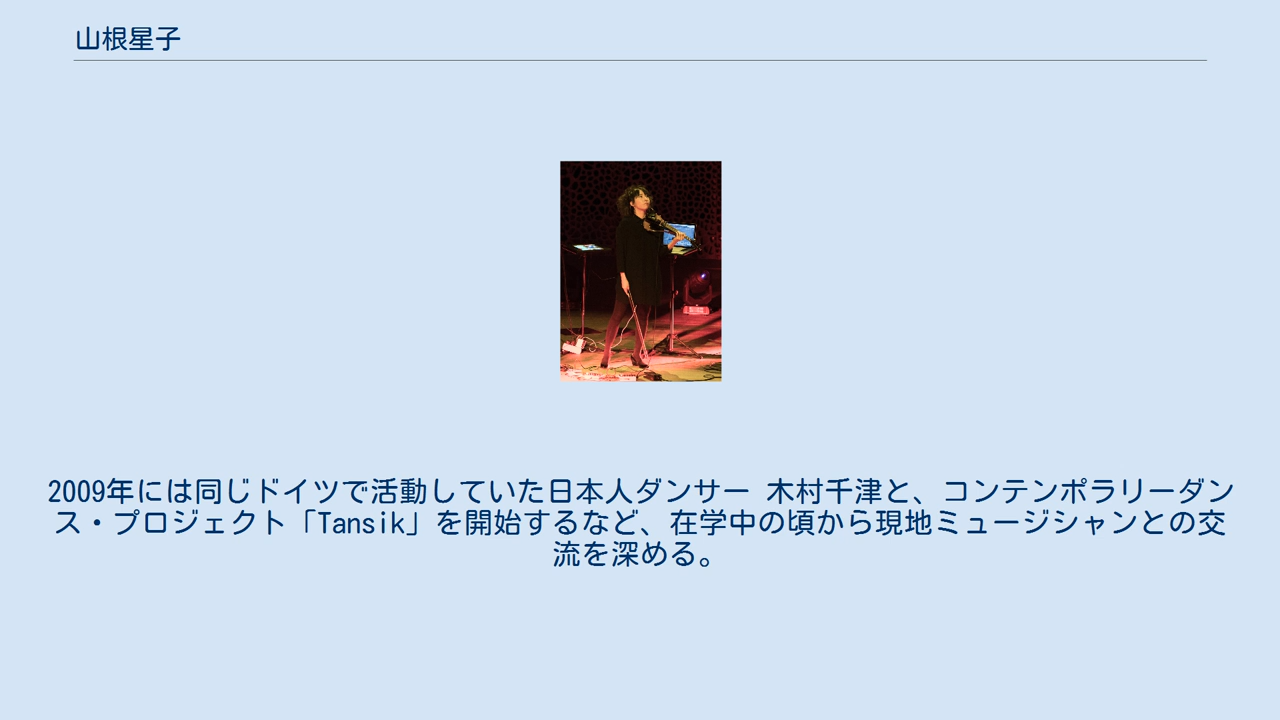 山根星子
2009年には同じドイツで活動していた日本人ダンサー 木村千津と、コンテンポラリーダン
ス・プロジェクト「Tansik」を開始するなど、在学中の頃から現地ミュージシャンとの交
流を深める。